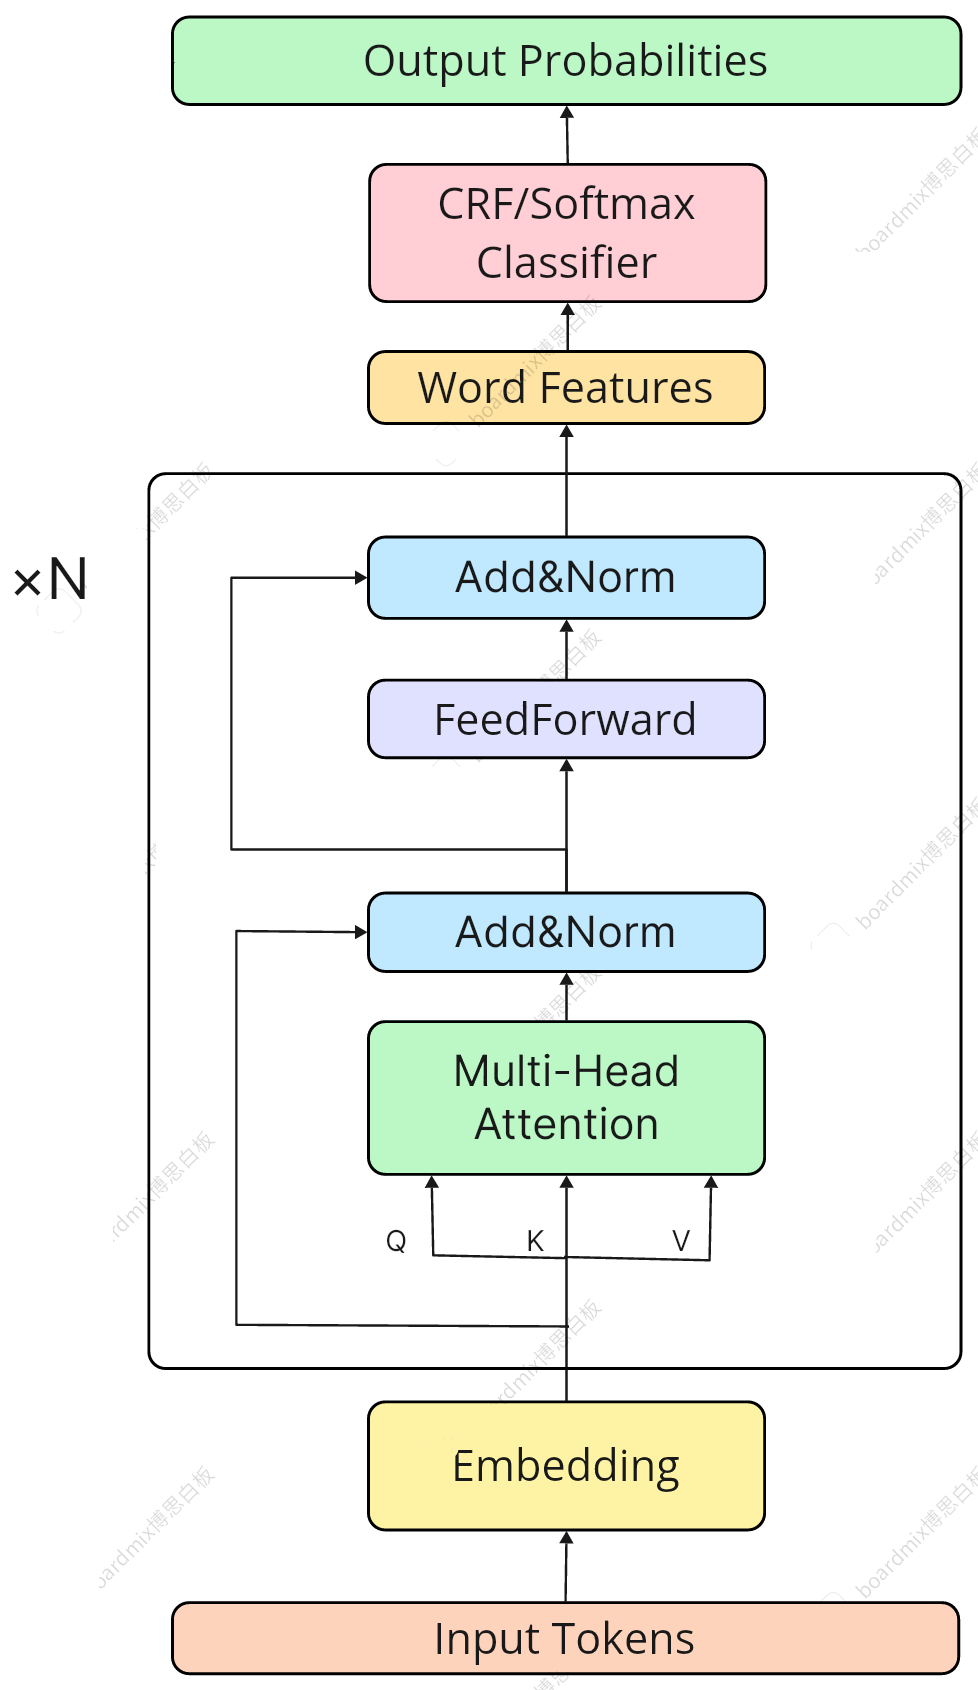 Output Probabilities
CRF/Softmax
Classifier
Word Features
×N
Add&Norm
FeedForward
Add&Norm
Multi-Head
Attention
Q K V
Embedding
Input Tokens
boardmix博思白板